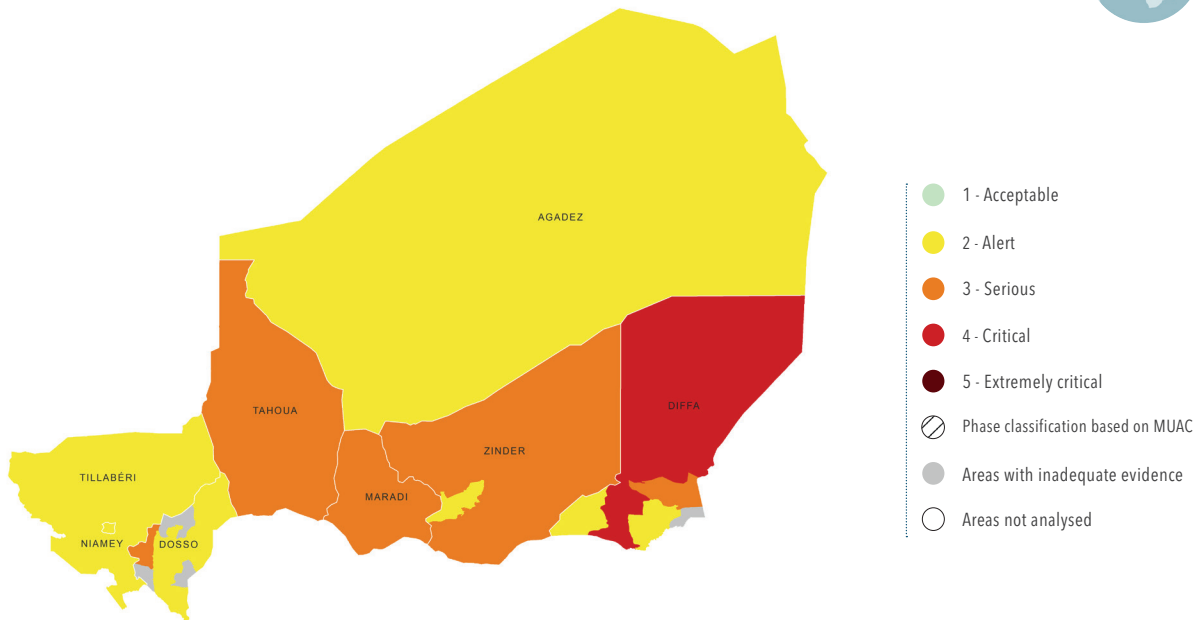 AGADEZ
TAHOUA
DIFFA
ZINDER
TILLABÉRI
MARADI
NIAMEY
DOSSO
1 - Acceptable
2 - Alert
3 - Serious
4 - Critical
5 - Extremely critical
Phase classification based on MUAC
Areas with inadequate evidence
Areas not analysed